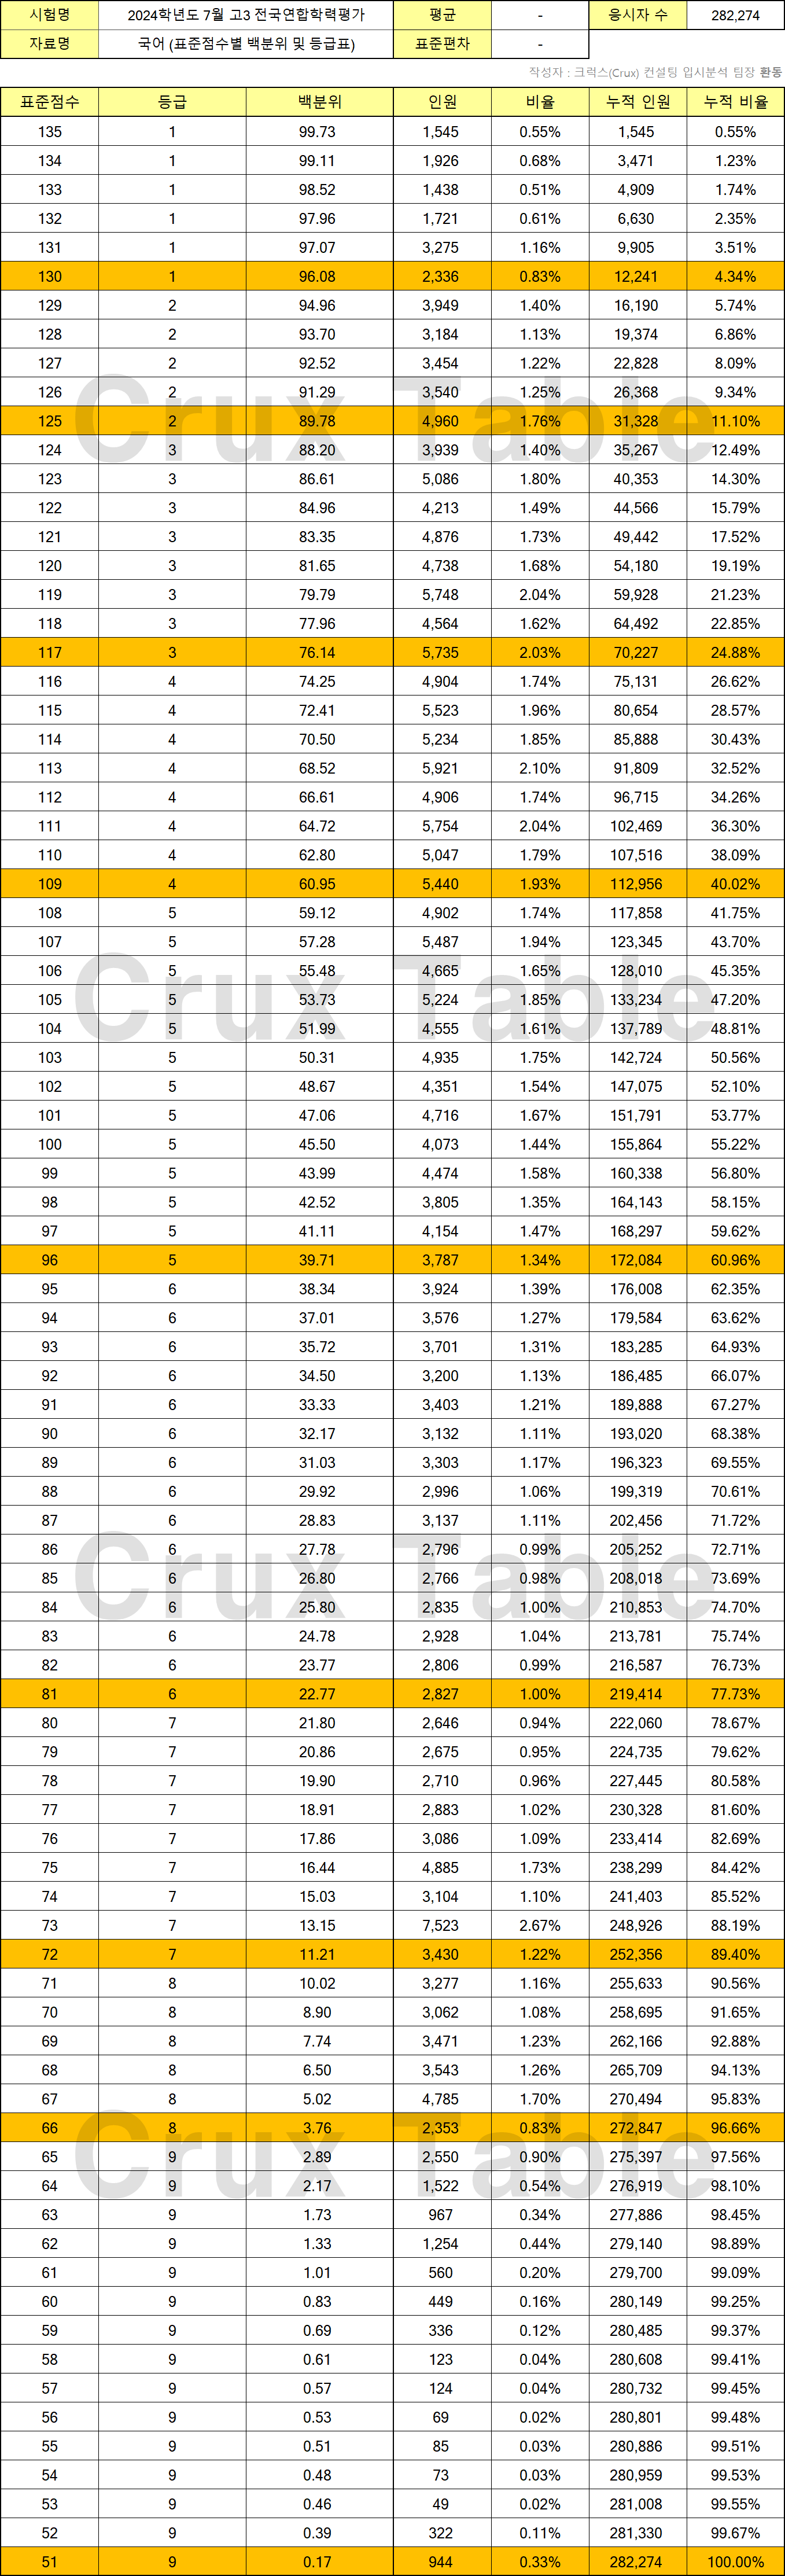 시험명 2024학년도 7월 고3 전국연합학력평가 평균 - 응시자 수 282,274
자료명 국어 (표준점수별 백분위 및 등급표) 표준편차 -
작성자 : 크럭스(Crux) 컨설팅 입시분석 팀장 환동
표준점수 등급 백분위 인원 비율 누적 인원 누적 비율
135 1 99.73 1,545 0.55% 1,545 0.55%
134 1 99.11 1,926 0.68% 3,471 1.23%
133 1 98.52 1,438 0.51% 4,909 1.74%
132 1 97.96 1,721 0.61% 6,630 2.35%
131 1 97.07 3,275 1.16% 9,905 3.51%
130 1 96.08 2,336 0.83% 12,241 4.34%
129 2 94.96 3,949 1.40% 16,190 5.74%
128 2 93.70 3,184 1.13% 19,374 6.86%
127 2 92.52 3,454 1.22% 22,828 8.09%
126 2 91.29 3,540 1.25% 26,368 9.34%
Crux Table
125 2 89.78 4,960 1.76% 31,328 11.10%
124 3 88.20 3,939 1.40% 35,267 12.49%
123 3 86.61 5,086 1.80% 40,353 14.30%
122 3 84.96 4,213 1.49% 44,566 15.79%
121 3 83.35 4,876 1.73% 49,442 17.52%
120 3 81.65 4,738 1.68% 54,180 19.19%
119 3 79.79 5,748 2.04% 59,928 21.23%
118 3 77.96 4,564 1.62% 64,492 22.85%
117 3 76.14 5,735 2.03% 70,227 24.88%
116 4 74.25 4,904 1.74% 75,131 26.62%
115 4 72.41 5,523 1.96% 80,654 28.57%
114 4 70.50 5,234 1.85% 85,888 30.43%
113 4 68.52 5,921 2.10% 91,809 32.52%
112 4 66.61 4,906 1.74% 96,715 34.26%
111 4 64.72 5,754 2.04% 102,469 36.30%
110 4 62.80 5,047 1.79% 107,516 38.09%
109 4 60.95 5,440 1.93% 112,956 40.02%
108 5 59.12 4,902 1.74% 117,858 41.75%
107 5 57.28 5,487 1.94% 123,345 43.70%
106 5 55.48 4,665 1.65% 128,010 45.35%
Crux Table
105 5 53.73 5,224 1.85% 133,234 47.20%
104 5 51.99 4,555 1.61% 137,789 48.81%
103 5 50.31 4,935 1.75% 142,724 50.56%
102 5 48.67 4,351 1.54% 147,075 52.10%
101 5 47.06 4,716 1.67% 151,791 53.77%
100 5 45.50 4,073 1.44% 155,864 55.22%
99 5 43.99 4,474 1.58% 160,338 56.80%
98 5 42.52 3,805 1.35% 164,143 58.15%
97 5 41.11 4,154 1.47% 168,297 59.62%
96 5 39.71 3,787 1.34% 172,084 60.96%
95 6 38.34 3,924 1.39% 176,008 62.35%
94 6 37.01 3,576 1.27% 179,584 63.62%
93 6 35.72 3,701 1.31% 183,285 64.93%
92 6 34.50 3,200 1.13% 186,485 66.07%
91 6 33.33 3,403 1.21% 189,888 67.27%
90 6 32.17 3,132 1.11% 193,020 68.38%
89 6 31.03 3,303 1.17% 196,323 69.55%
88 6 29.92 2,996 1.06% 199,319 70.61%
87 6 28.83 3,137 1.11% 202,456 71.72%
86 6 27.78 2,796 0.99% 205,252 72.71%
Crux Table
85 6 26.80 2,766 0.98% 208,018 73.69%
84 6 25.80 2,835 1.00% 210,853 74.70%
83 6 24.78 2,928 1.04% 213,781 75.74%
82 6 23.77 2,806 0.99% 216,587 76.73%
81 6 22.77 2,827 1.00% 219,414 77.73%
80 7 21.80 2,646 0.94% 222,060 78.67%
79 7 20.86 2,675 0.95% 224,735 79.62%
78 7 19.90 2,710 0.96% 227,445 80.58%
77 7 18.91 2,883 1.02% 230,328 81.60%
76 7 17.86 3,086 1.09% 233,414 82.69%
75 7 16.44 4,885 1.73% 238,299 84.42%
74 7 15.03 3,104 1.10% 241,403 85.52%
73 7 13.15 7,523 2.67% 248,926 88.19%
72 7 11.21 3,430 1.22% 252,356 89.40%
71 8 10.02 3,277 1.16% 255,633 90.56%
70 8 8.90 3,062 1.08% 258,695 91.65%
69 8 7.74 3,471 1.23% 262,166 92.88%
68 8 6.50 3,543 1.26% 265,709 94.13%
67 8 5.02 4,785 1.70% 270,494 95.83%
66 8 3.76 2,353 0.83% 272,847 96.66%
Crux Table
65 9 2.89 2,550 0.90% 275,397 97.56%
64 9 2.17 1,522 0.54% 276,919 98.10%
63 9 1.73 967 0.34% 277,886 98.45%
62 9 1.33 1,254 0.44% 279,140 98.89%
61 9 1.01 560 0.20% 279,700 99.09%
60 9 0.83 449 0.16% 280,149 99.25%
59 9 0.69 336 0.12% 280,485 99.37%
58 9 0.61 123 0.04% 280,608 99.41%
57 9 0.57 124 0.04% 280,732 99.45%
56 9 0.53 69 0.02% 280,801 99.48%
55 9 0.51 85 0.03% 280,886 99.51%
54 9 0.48 73 0.03% 280,959 99.53%
53 9 0.46 49 0.02% 281,008 99.55%
52 9 0.39 322 0.11% 281,330 99.67%
51 9 0.17 944 0.33% 282,274 100.00%